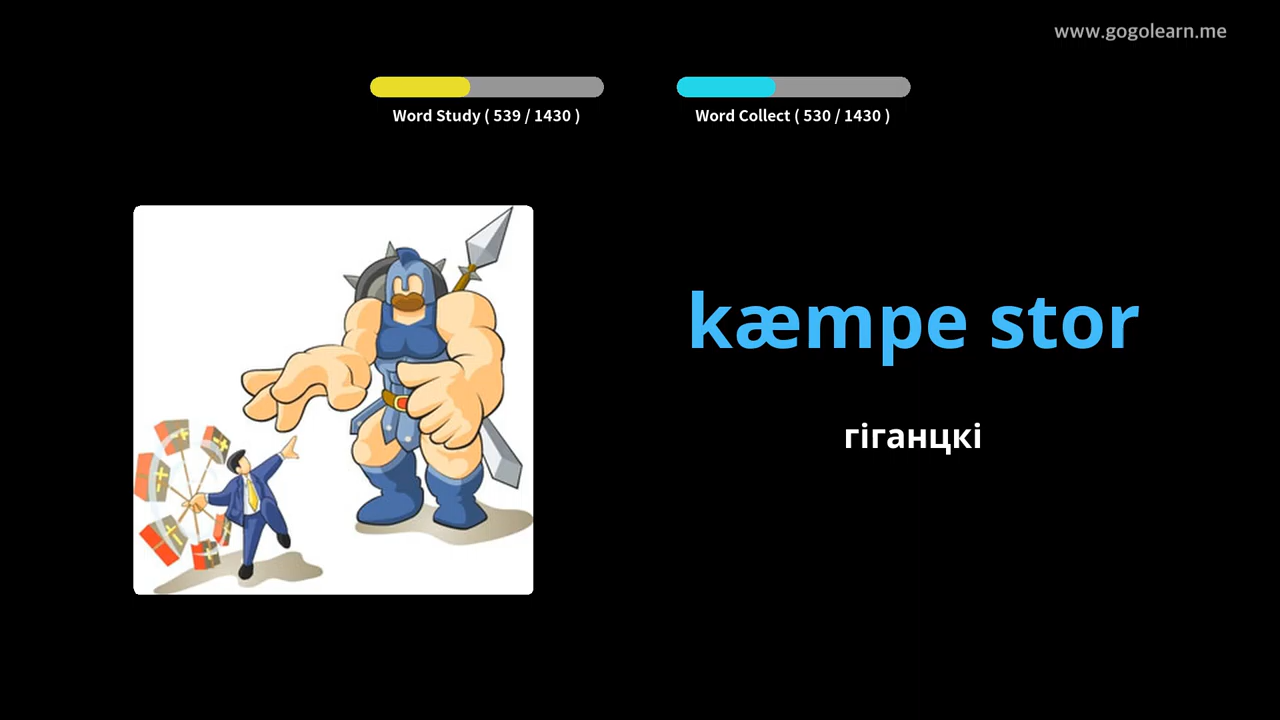 www.gogolearn.me
Word Study ( 539 / 1430 )
Word Collect ( 530 / 1430 )
kæmpe stor
гіганцкі